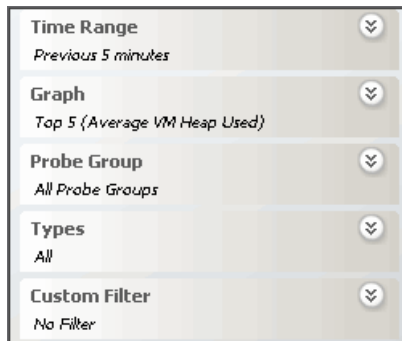 Time Range
Previous 5 minutes
Graph
Top 5 (Average VM Heap Used)
Probe Group
All Probe Groups
Types
All
Custom Filter
No Filter